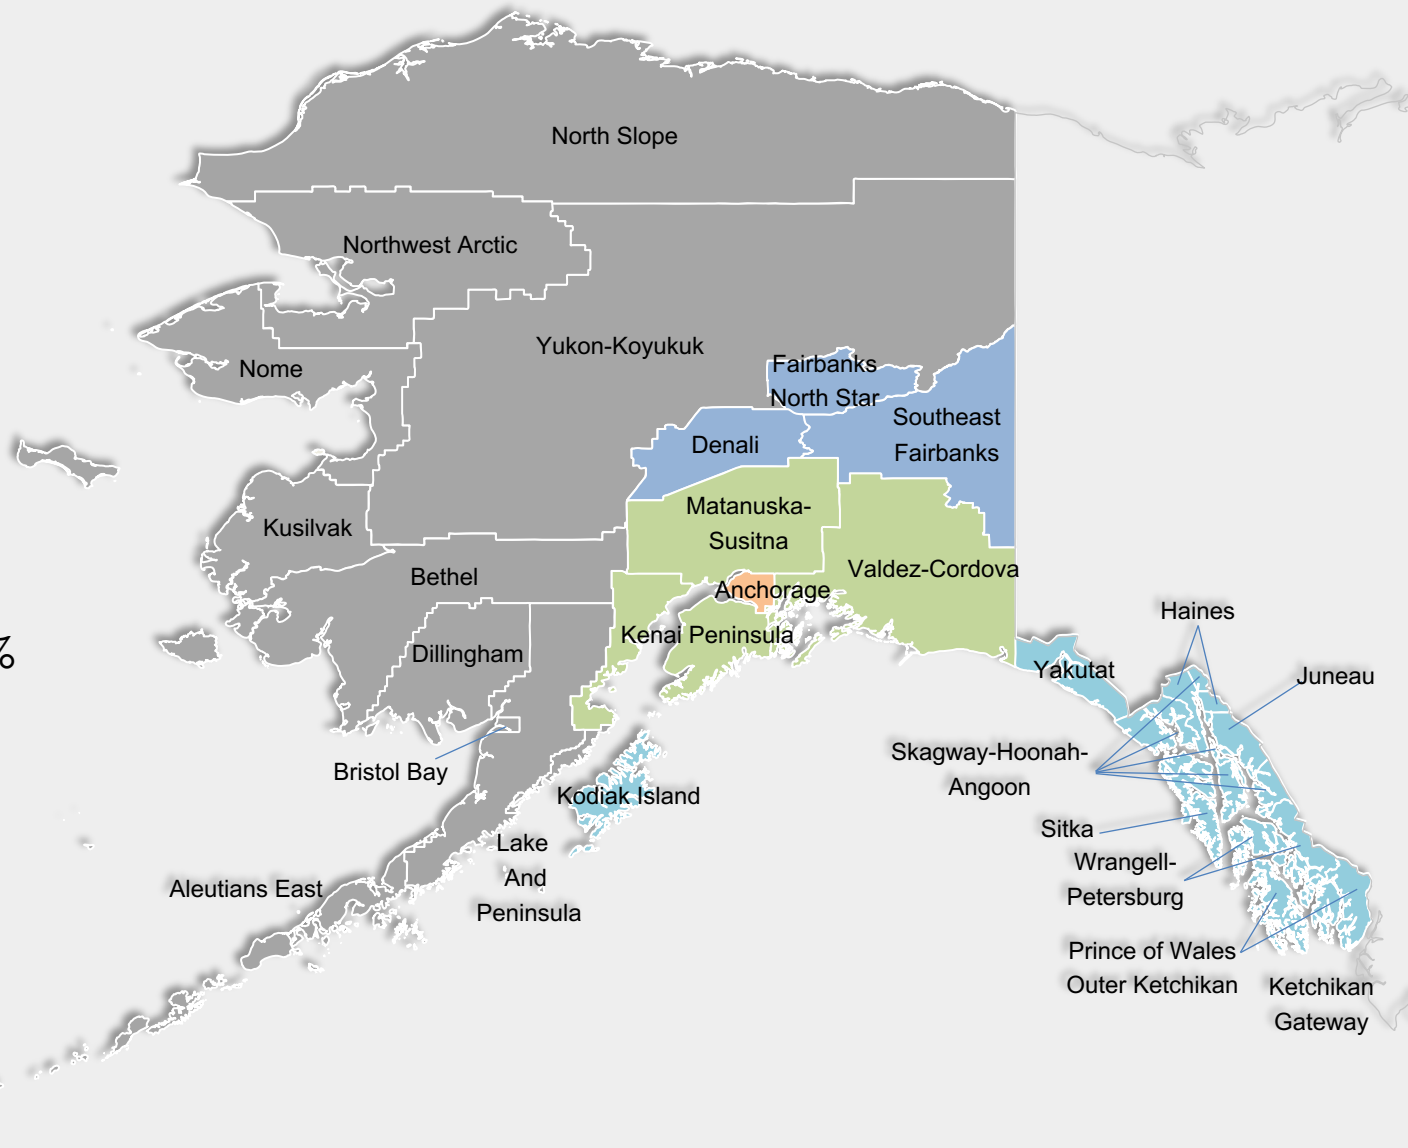 North Slope
Northwest Arctic
Yukon-Koyukuk
Nome
Fairbanks
North Star
Southeast
Fairbanks
Denali
Matanuska-
Susitna
Kusilvak
Bethel
Valdez-Cordova
Anchorage
Kenai Peninsula
Dillingham
%
Haines
Yakutat
Juneau
Bristol Bay
Skagway-Hoonah-
Angoon
Kodiak Island
Sitka
Lake
And
Peninsula
Wrangell-
Petersburg
Aleutians East
Prince of Wales
Outer Ketchikan
Ketchikan
Gateway